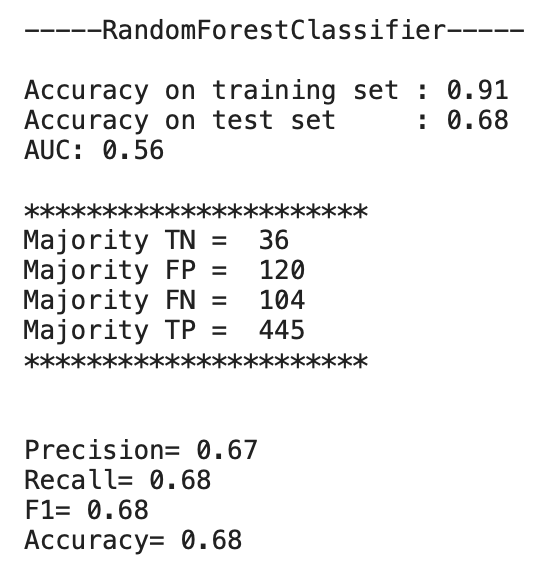 -----RandomForestClassifier-----
Accuracy on training set : 0.91
Accuracy on test set     : 0.68
AUC: 0.56
**********************
Majority TN =  36
Majority FP =  120
Majority FN =  104
Majority TP =  445
**********************
Precision= 0.67
Recall= 0.68
F1= 0.68
Accuracy= 0.68